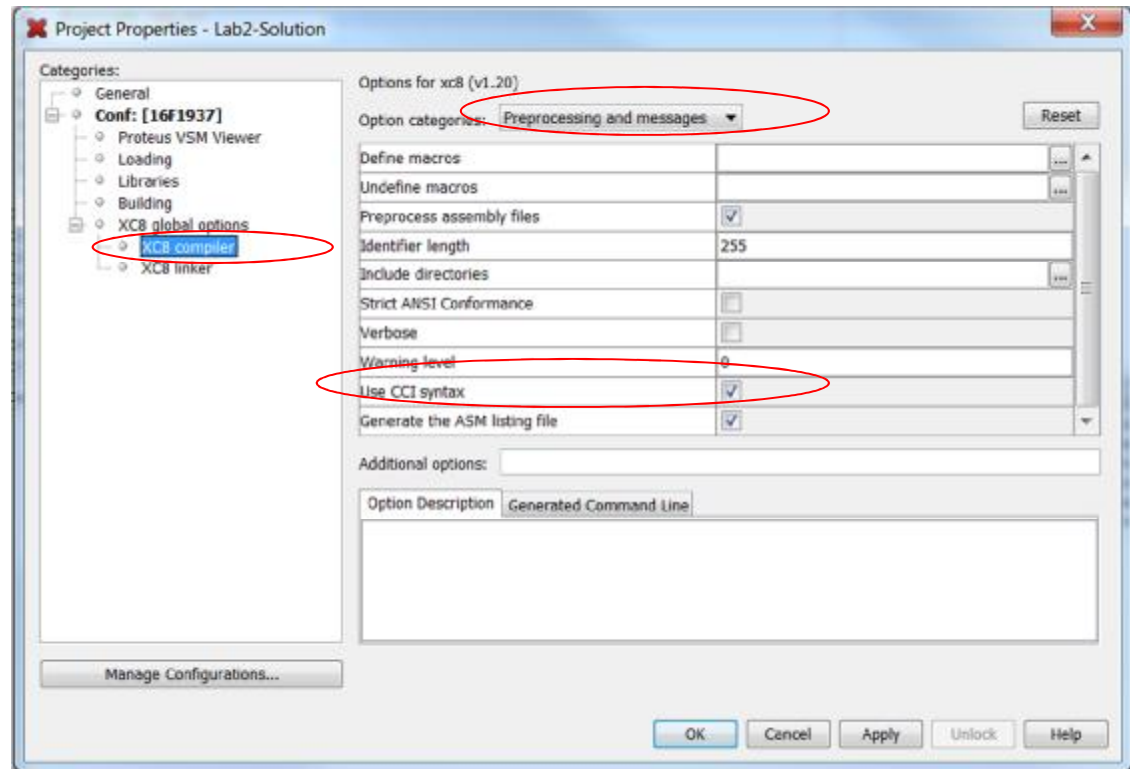 Project Properties - Lab2-Solution
Categories:
General
Conf: [16F1937]
Proteus VSM Viewer
Loading
Libraries
Building
XC8 global options
XC8 compiler
XC8 linker
Manage Configurations...
Options for xc8 (v1.20)
Option categories: Preprocessing and messages
Reset
Define macros ...
Undefine macros ...
Preprocess assembly files
Identifier length 255
Include directories ...
Strict ANSI Conformance
Verbose
Warning level 0
Use CCI syntax
Generate the ASM listing file
Additional options:
Option Description Generated Command Line
OK Cancel Apply Unlock Help